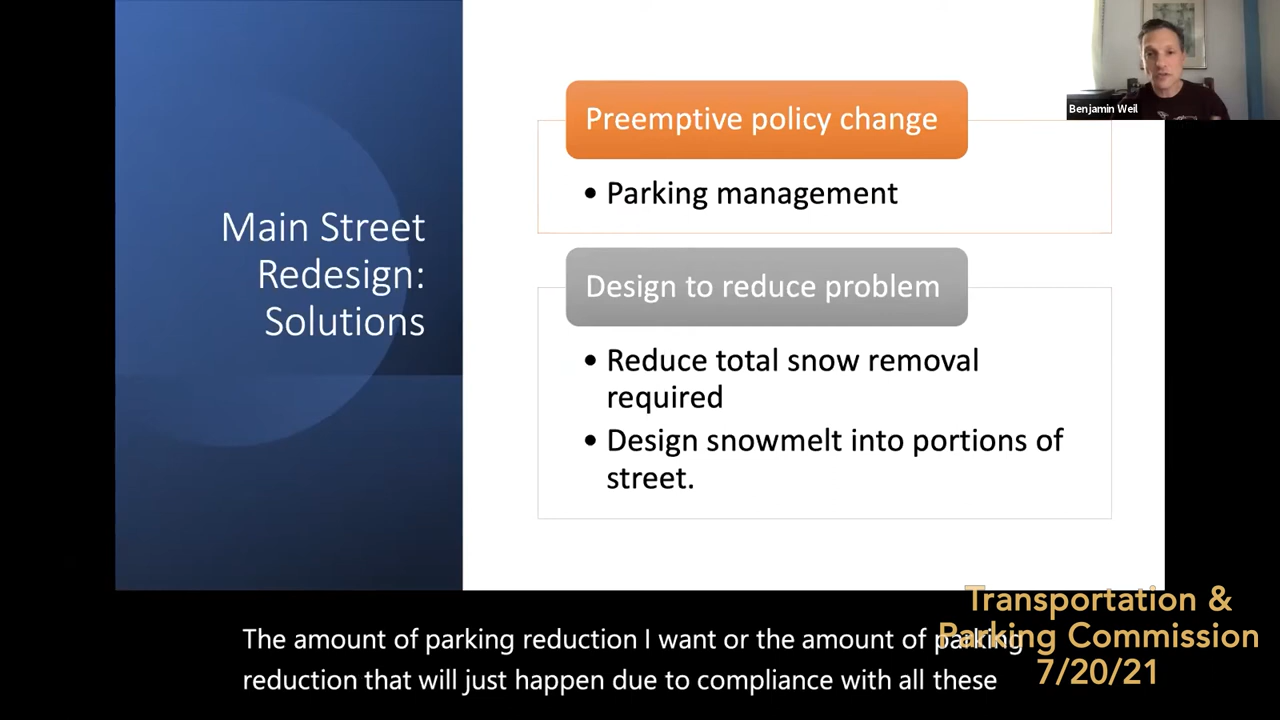 Main Street
Redesign:
Solutions
Preemptive policy change
• Parking management
Design to reduce problem
• Reduce total snow removal
required
• Design snowmelt into portions of
street.
Benjamin Weil
The amount of parking reduction I want or the amount of parking
reduction that will just happen due to compliance with all these
Transportation &
Parking Commission
7/20/21